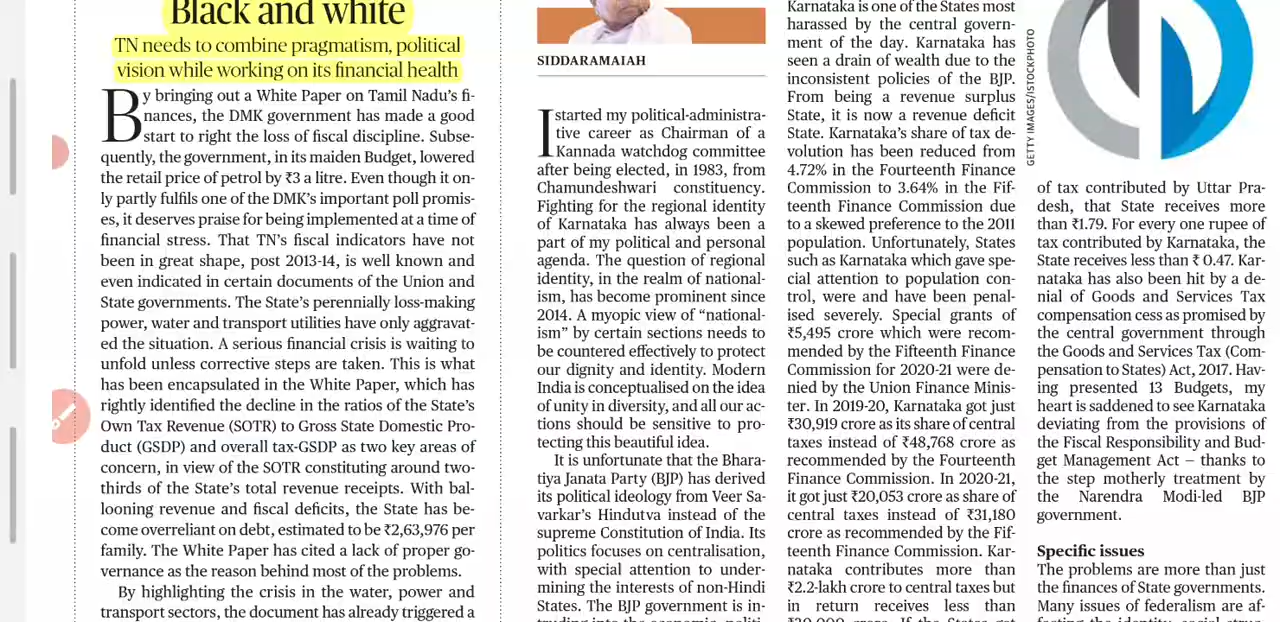 Black and white
TN needs to combine pragmatism, political
vision while working on its financial health
By bringing out a White Paper on Tamil Nadu's fi-
nances, the DMK government has made a good
start to right the loss of fiscal discipline. Subse-
quently, the government, in its maiden Budget, lowered
the retail price of petrol by ₹3 a litre. Even though it on-
ly partly fulfils one of the DMK's important poll promis-
es, it deserves praise for being implemented at a time of
financial stress. That TN's fiscal indicators have not
been in great shape, post 2013-14, is well known and
even indicated in certain documents of the Union and
State governments. The State's perennially loss-making
power, water and transport utilities have only aggravat-
ed the situation. A serious financial crisis is waiting to
unfold unless corrective steps are taken. This is what
has been encapsulated in the White Paper, which has
rightly identified the decline in the ratios of the State's
Own Tax Revenue (SOTR) to Gross State Domestic Pro-
duct (GSDP) and overall tax-GSDP as two key areas of
concern, in view of the SOTR constituting around two-
thirds of the State's total revenue receipts. With bal-
looning revenue and fiscal deficits, the State has be-
come overreliant on debt, estimated to be ₹2,63,976 per
family. The White Paper has cited a lack of proper go-
vernance as the reason behind most of the problems.
By highlighting the crisis in the water, power and
transport sectors, the document has already triggered a
SIDDARAMAIAH
I started my political-administra-
tive career as Chairman of a
Kannada watchdog committee
after being elected, in 1983, from
Chamundeshwari constituency.
Fighting for the regional identity
of Karnataka has always been a
part of my political and personal
agenda. The question of regional
identity, in the realm of national-
ism, has become prominent since
2014. A myopic view of "national-
ism" by certain sections needs to
be countered effectively to protect
our dignity and identity. Modern
India is conceptualised on the idea
of unity in diversity, and all our ac-
tions should be sensitive to pro-
tecting this beautiful idea.
It is unfortunate that the Bhara-
tiya Janata Party (BJP) has derived
its political ideology from Veer Sa-
varkar's Hindutva instead of the
supreme Constitution of India. Its
politics focuses on centralisation,
with special attention to under-
mining the interests of non-Hindi
States. The BJP government is in-
truding into the economic, politi-
Karnataka is one of the States most
harassed by the central govern-
ment of the day. Karnataka has
seen a drain of wealth due to the
inconsistent policies of the BJP.
From being a revenue surplus
State, it is now a revenue deficit
State. Karnataka's share of tax de-
volution has been reduced from
4.72% in the Fourteenth Finance
Commission to 3.64% in the Fif-
teenth Finance Commission due
to a skewed preference to the 2011
population. Unfortunately, States
such as Karnataka which gave spe-
cial attention to population con-
trol, were and have been penal-
ised severely. Special grants of
₹5,495 crore which were recom-
mended by the Fifteenth Finance
Commission for 2020-21 were de-
nied by the Union Finance Minis-
ter. In 2019-20, Karnataka got just
₹30,919 crore as its share of central
taxes instead of ₹48,768 crore as
recommended by the Fourteenth
Finance Commission. In 2020-21,
it got just ₹20,053 crore as share of
central taxes instead of ₹31,180
crore as recommended by the Fif-
teenth Finance Commission. Kar-
nataka contributes more than
₹2.2-lakh crore to central taxes but
in return receives less than
GETTY IMAGES/ISTOCKPHOTO
of tax contributed by Uttar Pra-
desh, that State receives more
than ₹1.79. For every one rupee of
tax contributed by Karnataka, the
State receives less than ₹ 0.47. Kar-
nataka has also been hit by a de-
nial of Goods and Services Tax
compensation cess as promised by
the central government through
the Goods and Services Tax (Com-
pensation to States) Act, 2017. Hav-
ing presented 13 Budgets, my
heart is saddened to see Karnataka
deviating from the provisions of
the Fiscal Responsibility and Bud-
get Management Act – thanks to
the step motherly treatment by
the Narendra Modi-led BJP
government.
Specific issues
The problems are more than just
the finances of State governments.
Many issues of federalism are af-